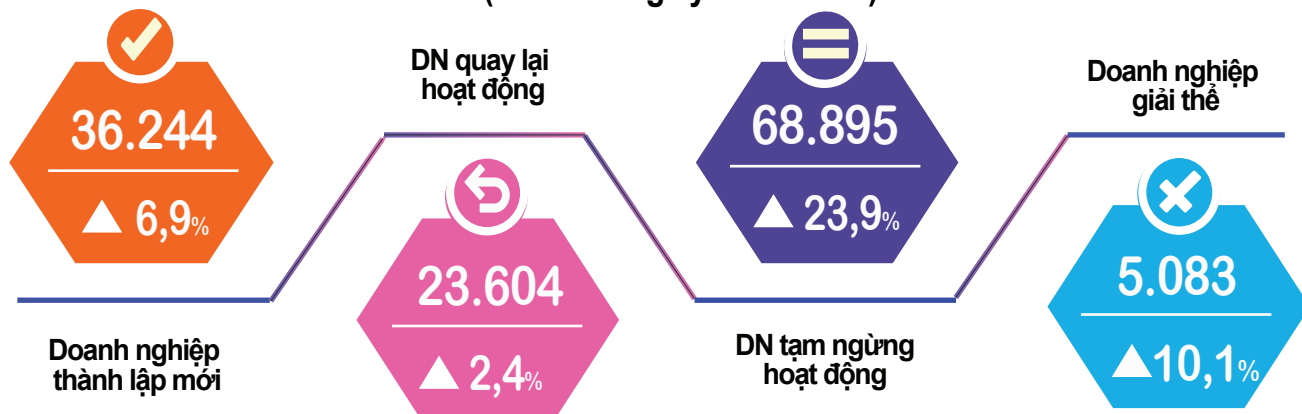 36.244
▲ 6,9%
Doanh nghiệp
thành lập mới
DN quay lại
hoạt động
23.604
▲ 2,4%
68.895
▲ 23,9%
DN tạm ngừng
hoạt động
Doanh nghiệp
giải thể
5.083
▲10,1%